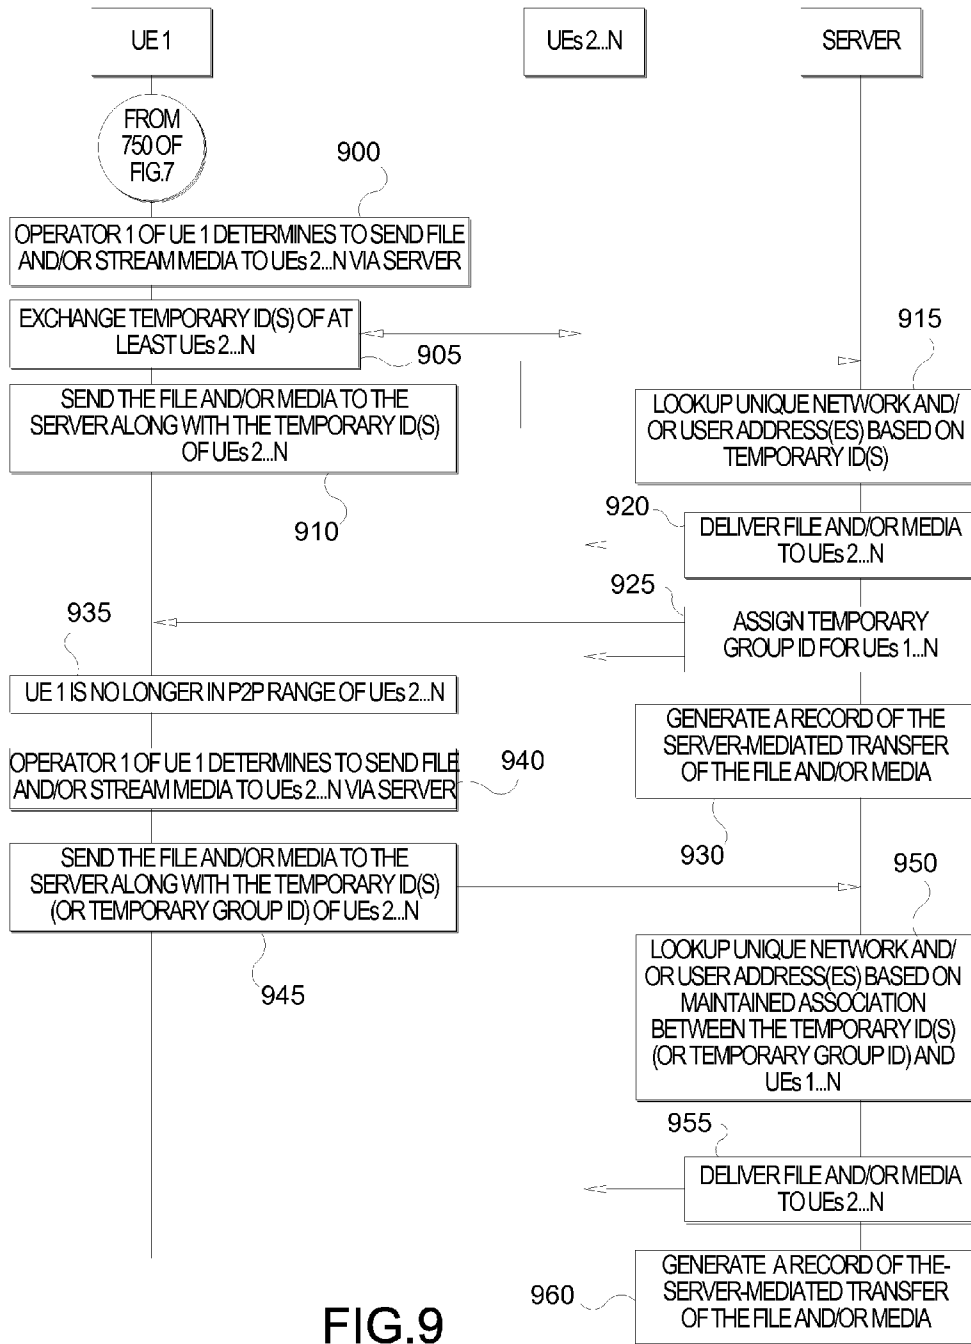 UE 1
UEs 2...N
SERVER
FROM
750 OF
FIG.7
900
OPERATOR 1 OF UE 1 DETERMINES TO SEND FILE
AND/OR STREAM MEDIA TO UEs 2...N VIA SERVER
EXCHANGE TEMPORARY ID(S) OF AT
LEAST UEs 2...N
905
915
SEND THE FILE AND/OR MEDIA TO THE
SERVER ALONG WITH THE TEMPORARY ID(S)
OF UEs 2...N
910
LOOKUP UNIQUE NETWORK AND/
OR USER ADDRESS(ES) BASED ON
TEMPORARY ID(S)
920
DELIVER FILE AND/OR MEDIA
TO UEs 2...N
925
ASSIGN TEMPORARY
GROUP ID FOR UEs 1...N
935
UE 1 IS NO LONGER IN P2P RANGE OF UEs 2...N
GENERATE A RECORD OF THE
SERVER-MEDIATED TRANSFER
OF THE FILE AND/OR MEDIA
930
OPERATOR 1 OF UE 1 DETERMINES TO SEND FILE
AND/OR STREAM MEDIA TO UEs 2...N VIA SERVER
940
SEND THE FILE AND/OR MEDIA TO THE
SERVER ALONG WITH THE TEMPORARY ID(S)
(OR TEMPORARY GROUP ID) OF UEs 2...N
945
950
LOOKUP UNIQUE NETWORK AND/
OR USER ADDRESS(ES) BASED ON
MAINTAINED ASSOCIATION
BETWEEN THE TEMPORARY ID(S)
(OR TEMPORARY GROUP ID) AND
UEs 1...N
955
DELIVER FILE AND/OR MEDIA
TO UEs 2...N
960
GENERATE A RECORD OF THE-
SERVER-MEDIATED TRANSFER
OF THE FILE AND/OR MEDIA
FIG.9